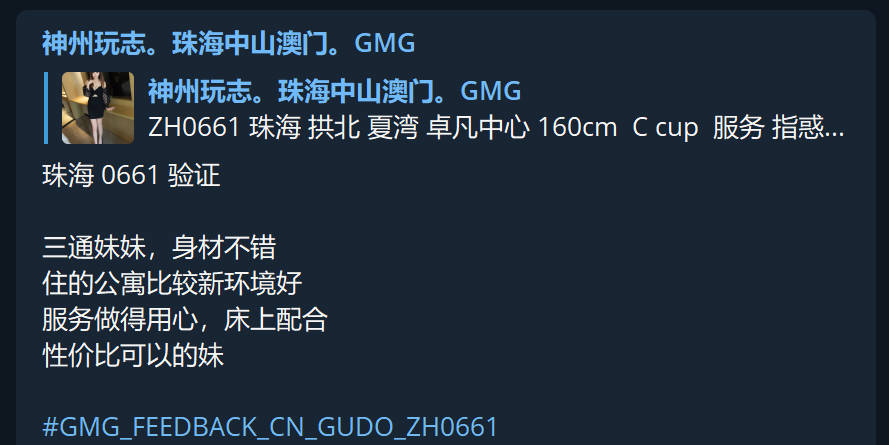 神州玩志。珠海中山澳门。GMG
神州玩志。珠海中山澳门。GMG
ZH0661 珠海 拱北 夏湾 卓凡中心 160cm C cup 服务 指惑...
珠海 0661 验证
三通妹妹，身材不错
住的公寓比较新环境好
服务做得用心，床上配合
性价比可以的妹
#GMG_FEEDBACK_CN_GUDO_ZH0661